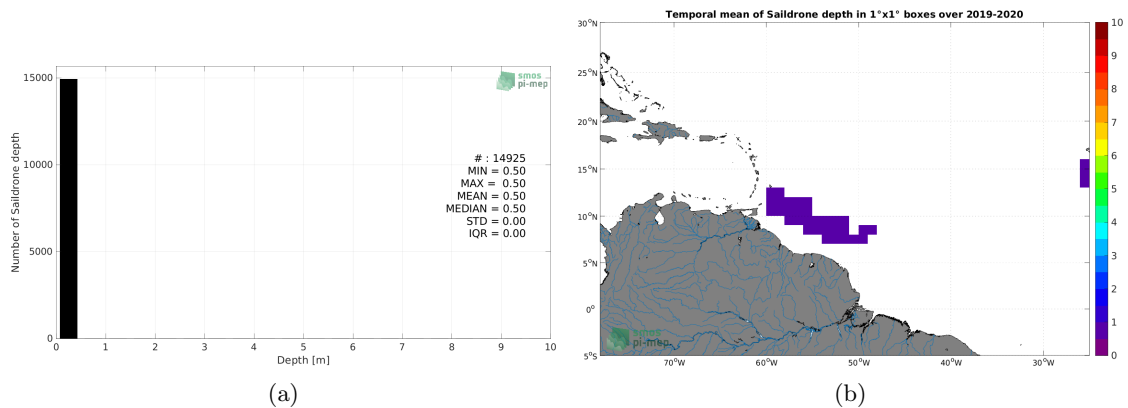 15000
10000
5000
0
Number of Saildrone depth
smos
pi-mep
# : 14925
MIN = 0.50
MAX = 0.50
MEAN = 0.50
MEDIAN = 0.50
STD = 0.00
IQR = 0.00
0 1 2 3 4 5 6 7 8 9 10
Depth [m]
(a)
Temporal mean of Saildrone depth in 1°x1° boxes over 2019-2020
30°N
25°N
20°N
15°N
10°N
5°N
0°
5°S
70°W 60°W 50°W 40°W 30°W
smos
pi-mep
10
9
8
7
6
5
4
3
2
1
0
(b)